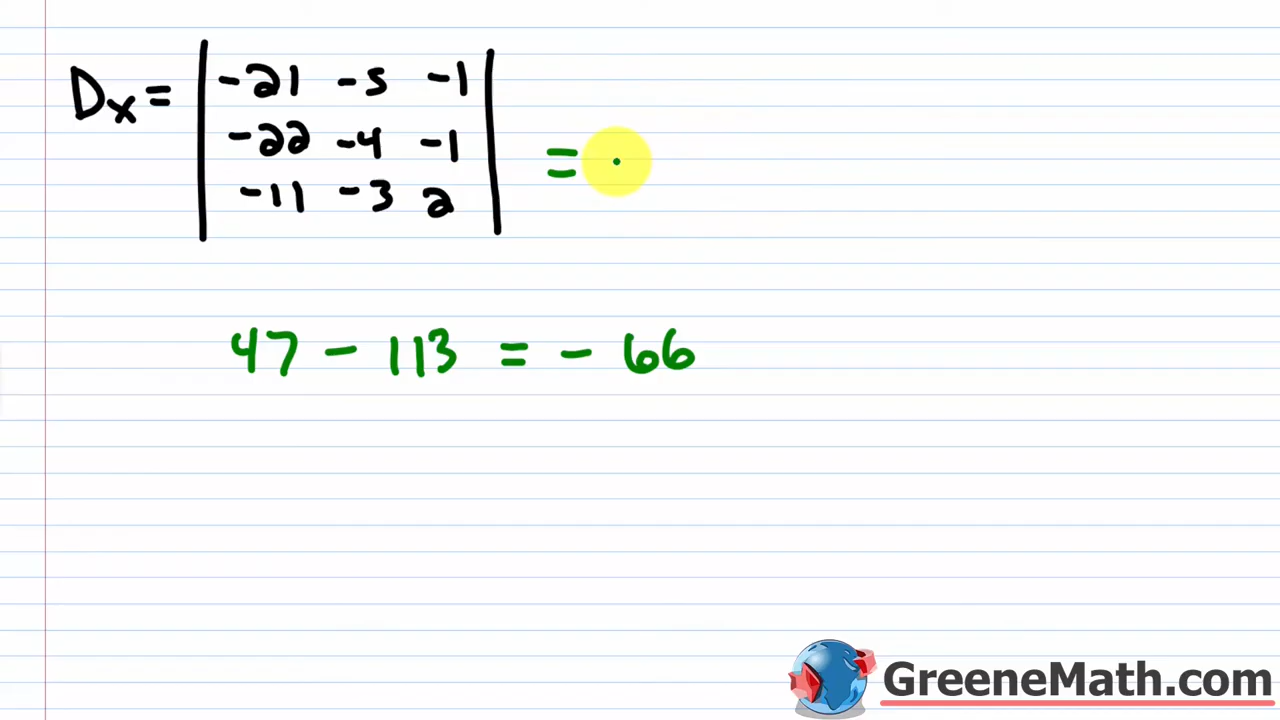 Dx = | -21 -5 -1 |
| -22 -4 -1 | =
| -11 -3 2 |
47 - 113 = - 66
GreeneMath.com